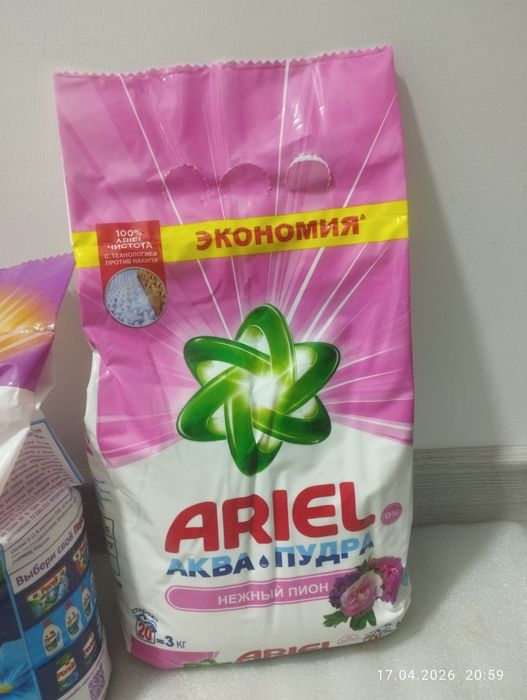 ЭКОНОМИЯ
100%
ARIEL
ЧИСТОТА
С ТЕХНОЛОГИЕЙ
ПРОТИВ НАКИПИ
ARIEL
0%
АКВА ПУДРА
НЕЖНЫЙ ПИОН
20 =3 КГ
ARIEL
Выбери свой
17.04.2026 20:59